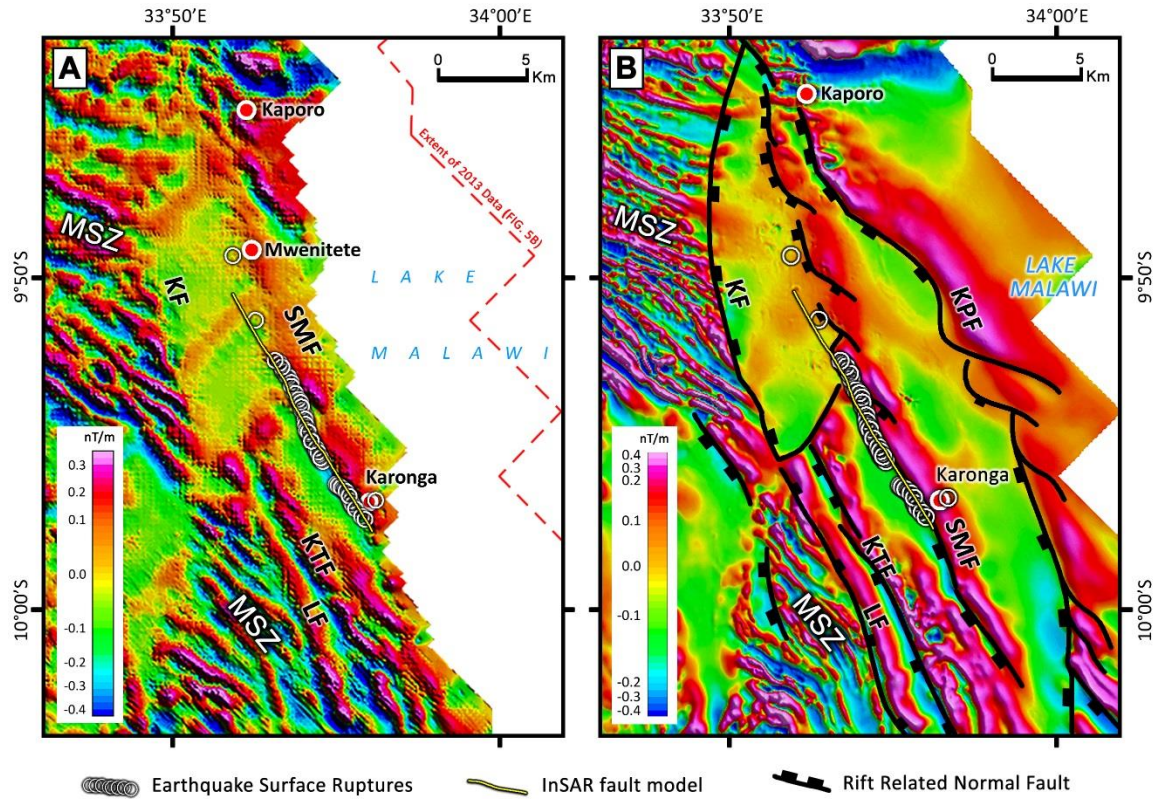 33°50' 34°00' 33°50' 34°00'
A
0 5
Km
Kaporo
Extent of 2013 Data (FIG. 5B)
MSZ
Mwenitete
9°50'S
KF
SMF
L A K E
M A L A W I
nT/m
0.3
0.2
0.1
0.0
-0.1
-0.2
-0.3
-0.4
Karonga
KTF
LF
MSZ
10°00'S
B
0 5
Km
Kaporo
MSZ
KF
KPF
LAKE
MALAWI
9°50'S
nT/m
0.4
0.3
0.2
0.1
0.0
-0.1
-0.2
-0.3
-0.4
Karonga
SMF
KTF
LF
MSZ
10°00'S
Earthquake Surface Ruptures InSAR fault model Rift Related Normal Fault